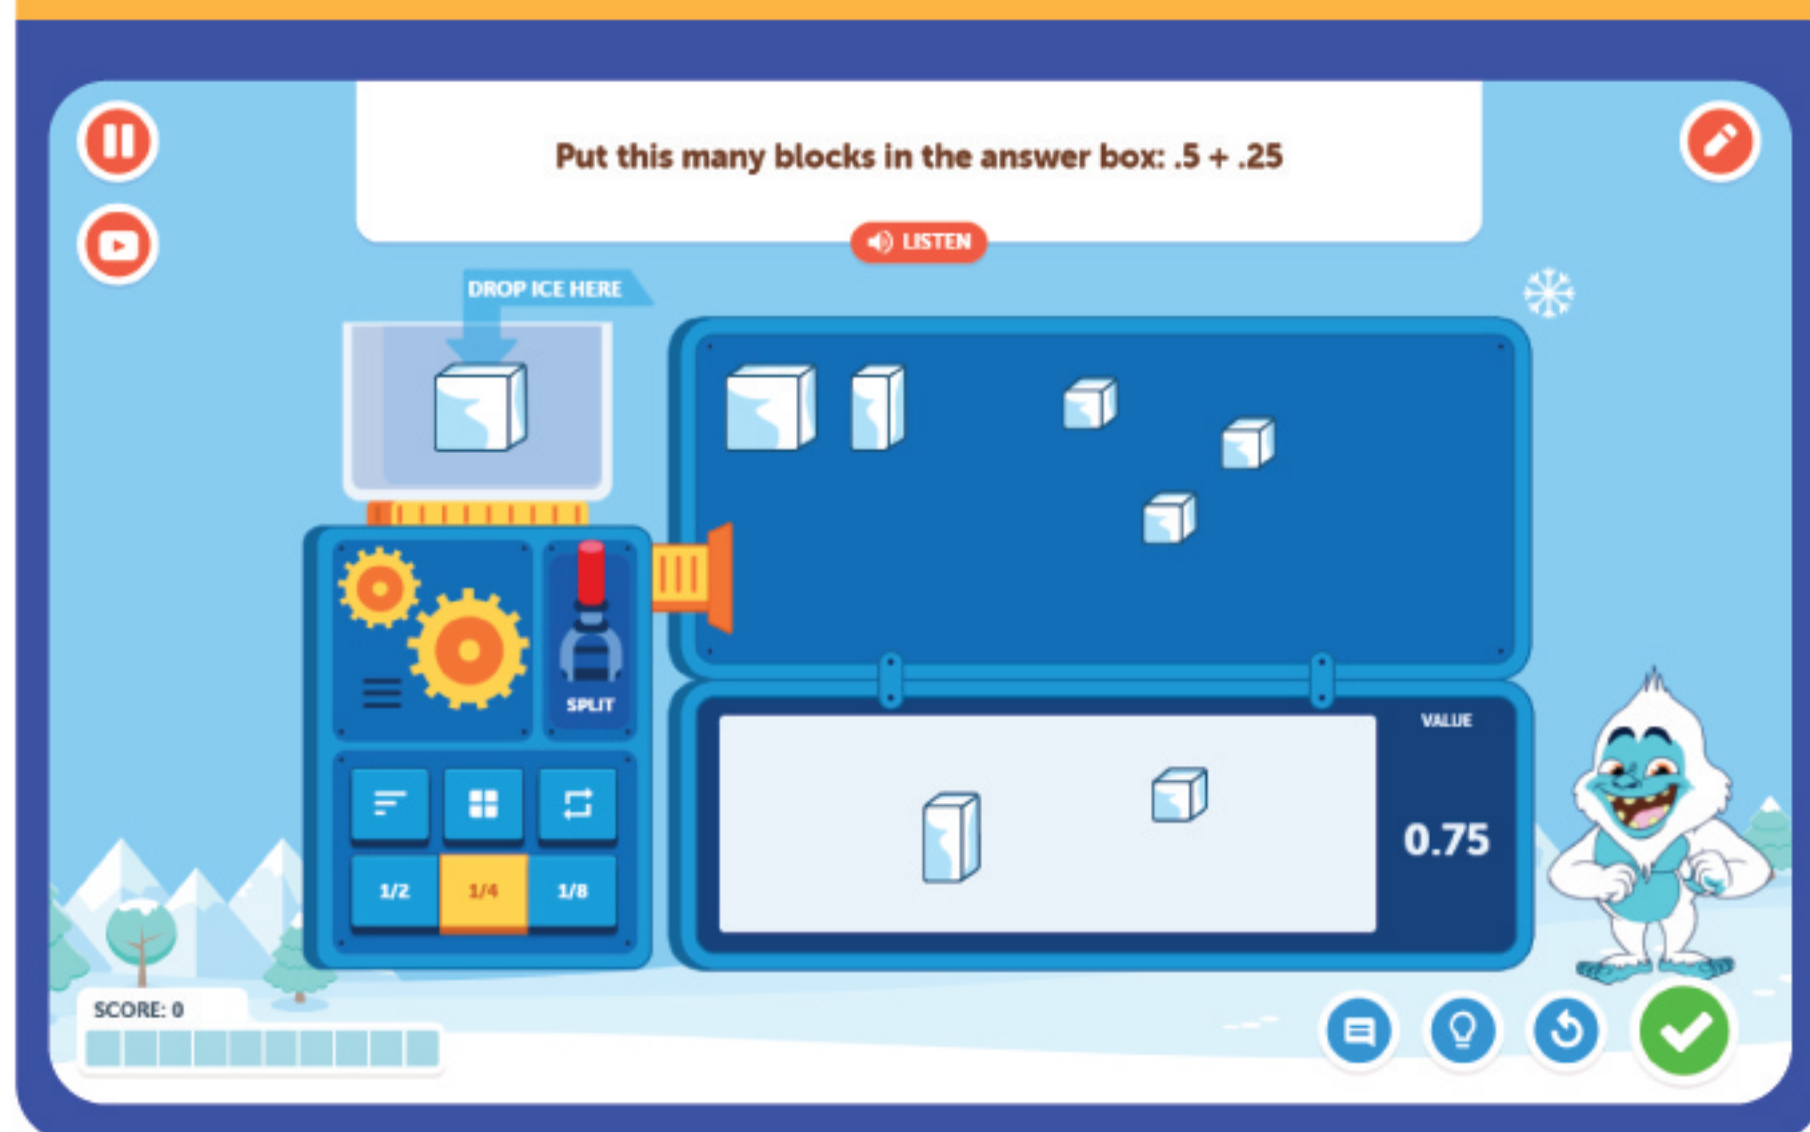 Put this many blocks in the answer box: .5 + .25
LISTEN
DROP ICE HERE
SPLIT
VALUE
0.75
1/2
1/4
1/8
SCORE: 0